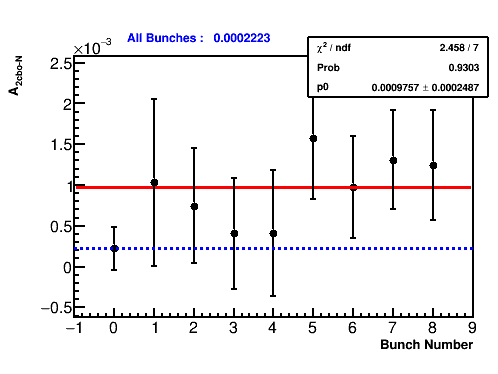 All Bunches : 0.0002223
×10⁻³
χ² / ndf 2.458 / 7
Prob 0.9303
p0 0.0009757 ± 0.0002487
A2cbo-N
2.5
2
1.5
1
0.5
0
−0.5
−1 0 1 2 3 4 5 6 7 8 9
Bunch Number